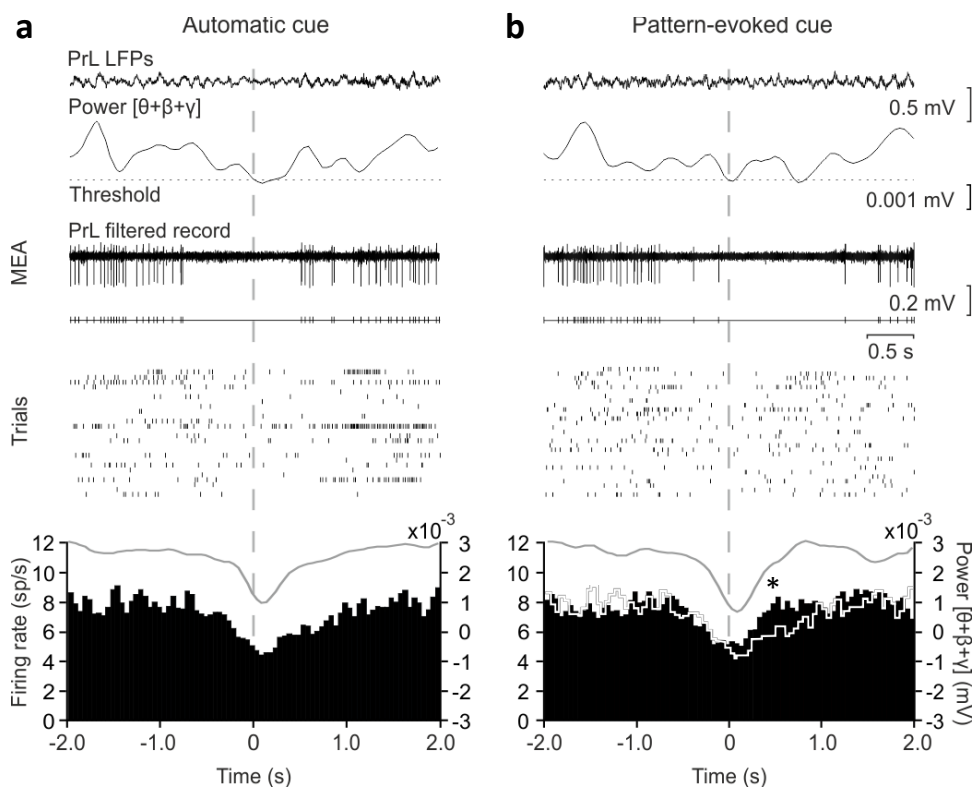 a
Automatic cue
b
Pattern-evoked cue
PrL LFPs
Power [θ+β+γ]
0.5 mV
Threshold
0.001 mV
PrL filtered record
MEA
0.2 mV
0.5 s
Trials
x10-3
x10-3
Firing rate (sp/s)
12
10
8
6
4
2
0
3
2
1
0
-1
-2
-3
-2.0 -1.0 0 1.0 2.0
Time (s)
*
12
10
8
6
4
2
0
3
2
1
0
-1
-2
-3
Power [θ+β+γ] (mV)
-2.0 -1.0 0 1.0 2.0
Time (s)